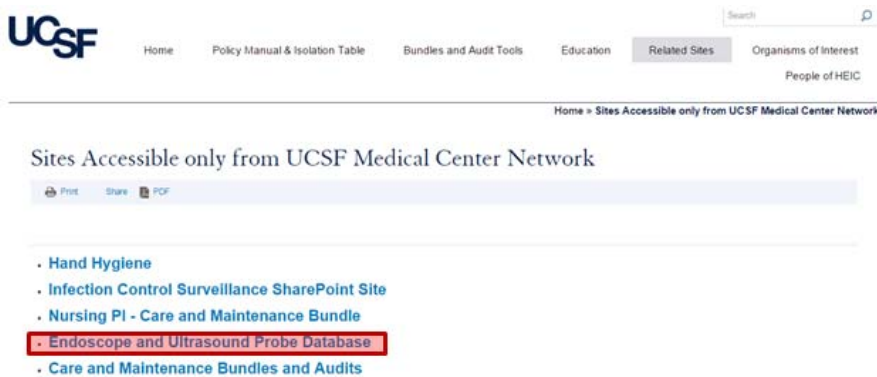 Search
UCSF
Home Policy Manual & Isolation Table Bundles and Audit Tools Education Related Sites Organisms of Interest
People of HEIC
Home » Sites Accessible only from UCSF Medical Center Network
Sites Accessible only from UCSF Medical Center Network
Print Share PDF
• Hand Hygiene
• Infection Control Surveillance SharePoint Site
• Nursing PI - Care and Maintenance Bundle
• Endoscope and Ultrasound Probe Database
• Care and Maintenance Bundles and Audits